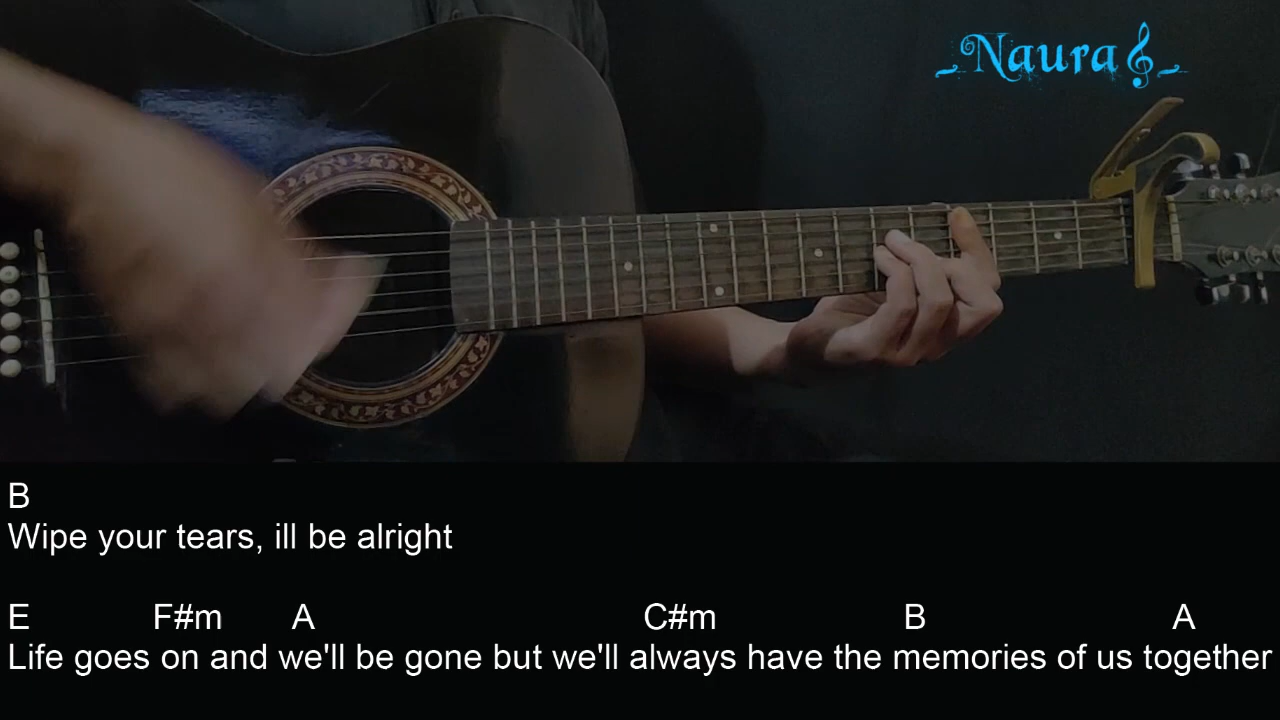 Naura
B
Wipe your tears, ill be alright
E F#m A C#m B A
Life goes on and we'll be gone but we'll always have the memories of us together